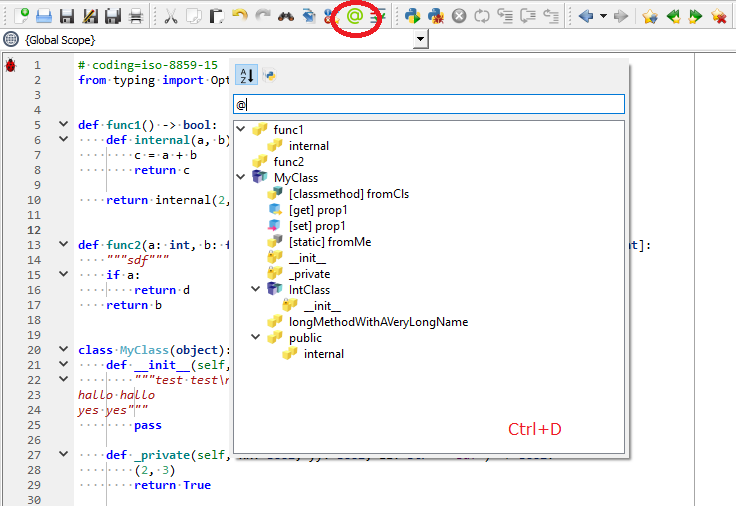 @
{Global Scope}
A
Z
@
1 # coding=iso-8859-15
2 from typing import Opt
3
4
5 def func1() -> bool:
6 def internal(a, b)
7 c = a + b
8 return c
9
10 return internal(2,
11
12
13 def func2(a: int, b: f
14 """sdf"""
15 if a:
16 return d
17 return b
18
19
20 class MyClass(object):
21 def __init__(self,
22 """test test\n
23 hallo hallo
24 yes yes"""
25 pass
26
27 def _private(self,
28 (2, 3)
29 return True
30
func1
internal
func2
MyClass
[classmethod] fromCls
[get] prop1
[set] prop1
[static] fromMe
__init__
_private
IntClass
__init__
longMethodWithAVeryLongName
public
internal
Ctrl+D
]: